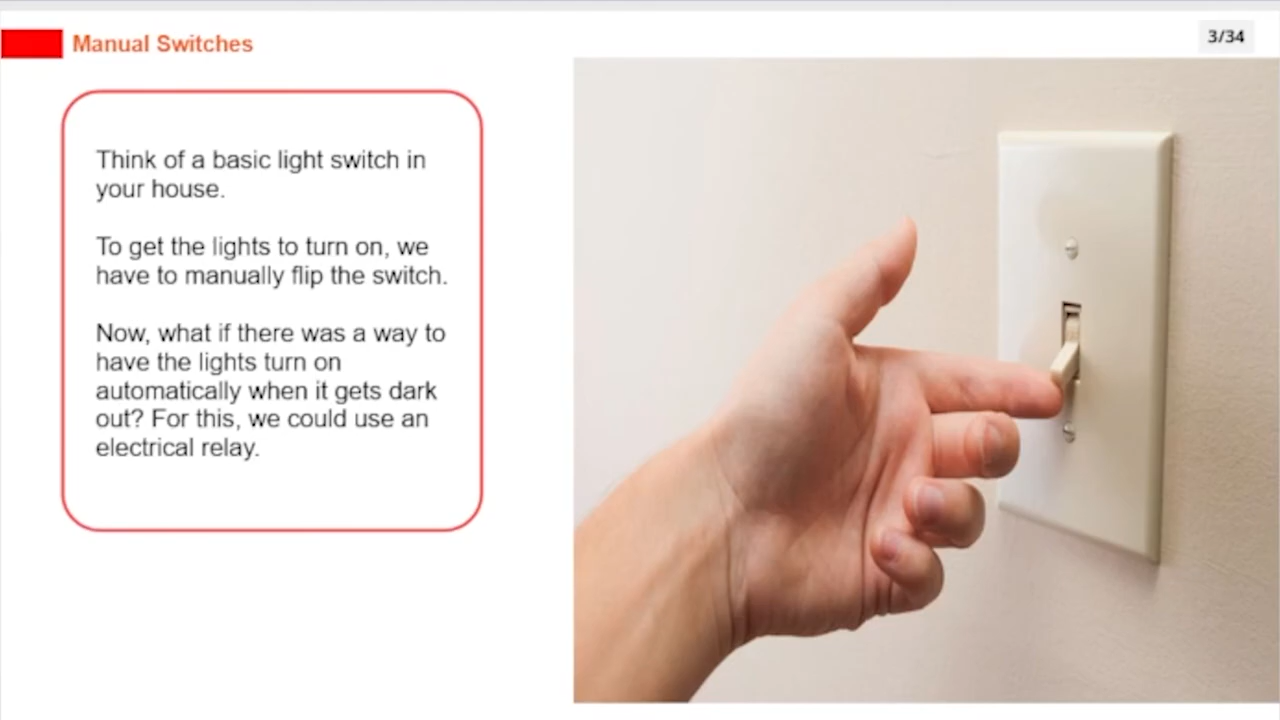 Manual Switches
3/34
Think of a basic light switch in
your house.
To get the lights to turn on, we
have to manually flip the switch.
Now, what if there was a way to
have the lights turn on
automatically when it gets dark
out? For this, we could use an
electrical relay.